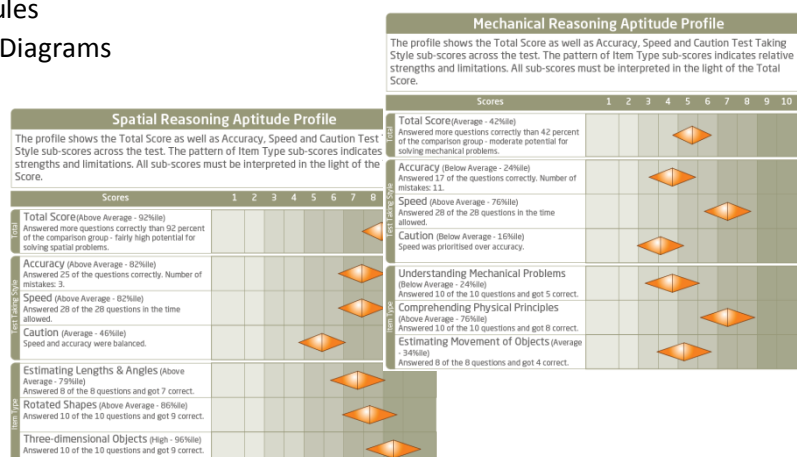 ules
Diagrams
Mechanical Reasoning Aptitude Profile
The profile shows the Total Score as well as Accuracy, Speed and Caution Test Taking
Style sub-scores across the test. The pattern of Item Type sub-scores indicates relative
strengths and limitations. All sub-scores must be interpreted in the light of the Total
Score.
Scores 1 2 3 4 5 6 7 8 9 10
Total
Total Score(Average - 42%ile)
Answered more questions correctly than 42 percent
of the comparison group - moderate potential for
solving mechanical problems.
Test Taking Style
Accuracy (Below Average - 24%ile)
Answered 17 of the questions correctly. Number of
mistakes: 11.
Speed (Above Average - 76%ile)
Answered 28 of the 28 questions in the time
allowed.
Caution (Below Average - 16%ile)
Speed was prioritised over accuracy.
Item Type
Understanding Mechanical Problems
(Below Average - 24%ile)
Answered 10 of the 10 questions and got 5 correct.
Comprehending Physical Principles
(Above Average - 76%ile)
Answered 10 of the 10 questions and got 8 correct.
Estimating Movement of Objects (Average
- 34%ile)
Answered 8 of the 8 questions and got 4 correct.
Spatial Reasoning Aptitude Profile
The profile shows the Total Score as well as Accuracy, Speed and Caution Test
Style sub-scores across the test. The pattern of Item Type sub-scores indicates
strengths and limitations. All sub-scores must be interpreted in the light of the
Score.
Scores 1 2 3 4 5 6 7 8
Total
Total Score (Above Average - 92%ile)
Answered more questions correctly than 92 percent
of the comparison group - fairly high potential for
solving spatial problems.
Test Taking Style
Accuracy (Above Average - 82%ile)
Answered 25 of the questions correctly. Number of
mistakes: 3.
Speed (Above Average - 82%ile)
Answered 28 of the 28 questions in the time
allowed.
Caution (Average - 46%ile)
Speed and accuracy were balanced.
Item Type
Estimating Lengths & Angles (Above
Average - 79%ile)
Answered 8 of the 8 questions and got 7 correct.
Rotated Shapes (Above Average - 86%ile)
Answered 10 of the 10 questions and got 9 correct.
Three-dimensional Objects (High - 96%ile)
Answered 10 of the 10 questions and got 9 correct.